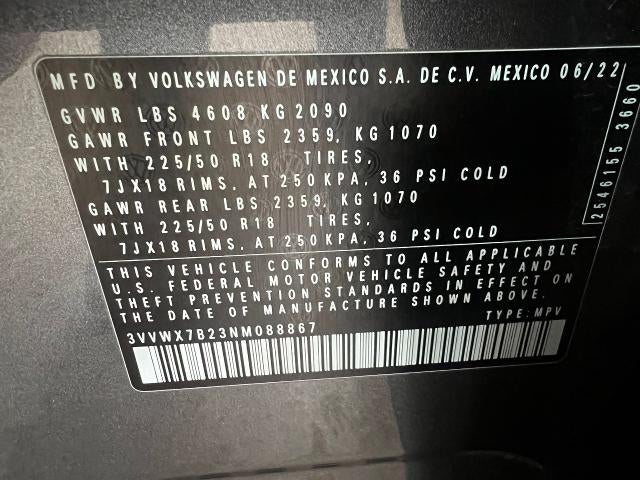 MFD BY VOLKSWAGEN DE MEXICO S.A. DE C.V. MEXICO 06/22
GVWR LBS 4608 KG 2090
GAWR FRONT LBS 2359, KG 1070
WITH 225/50 R18 TIRES,
7JX18 RIMS, AT 250 KPA, 36 PSI COLD
GAWR REAR LBS 2359, KG 1070
WITH 225/50 R18 TIRES,
7JX18 RIMS, AT 250 KPA, 36 PSI COLD
THIS VEHICLE CONFORMS TO ALL APPLICABLE
U.S. FEDERAL MOTOR VEHICLE SAFETY AND
THEFT PREVENTION STANDARDS IN EFFECT ON
THE DATE OF MANUFACTURE SHOWN ABOVE.
TYPE: MPV
3VVWX7B23NM088867
2546155 3660